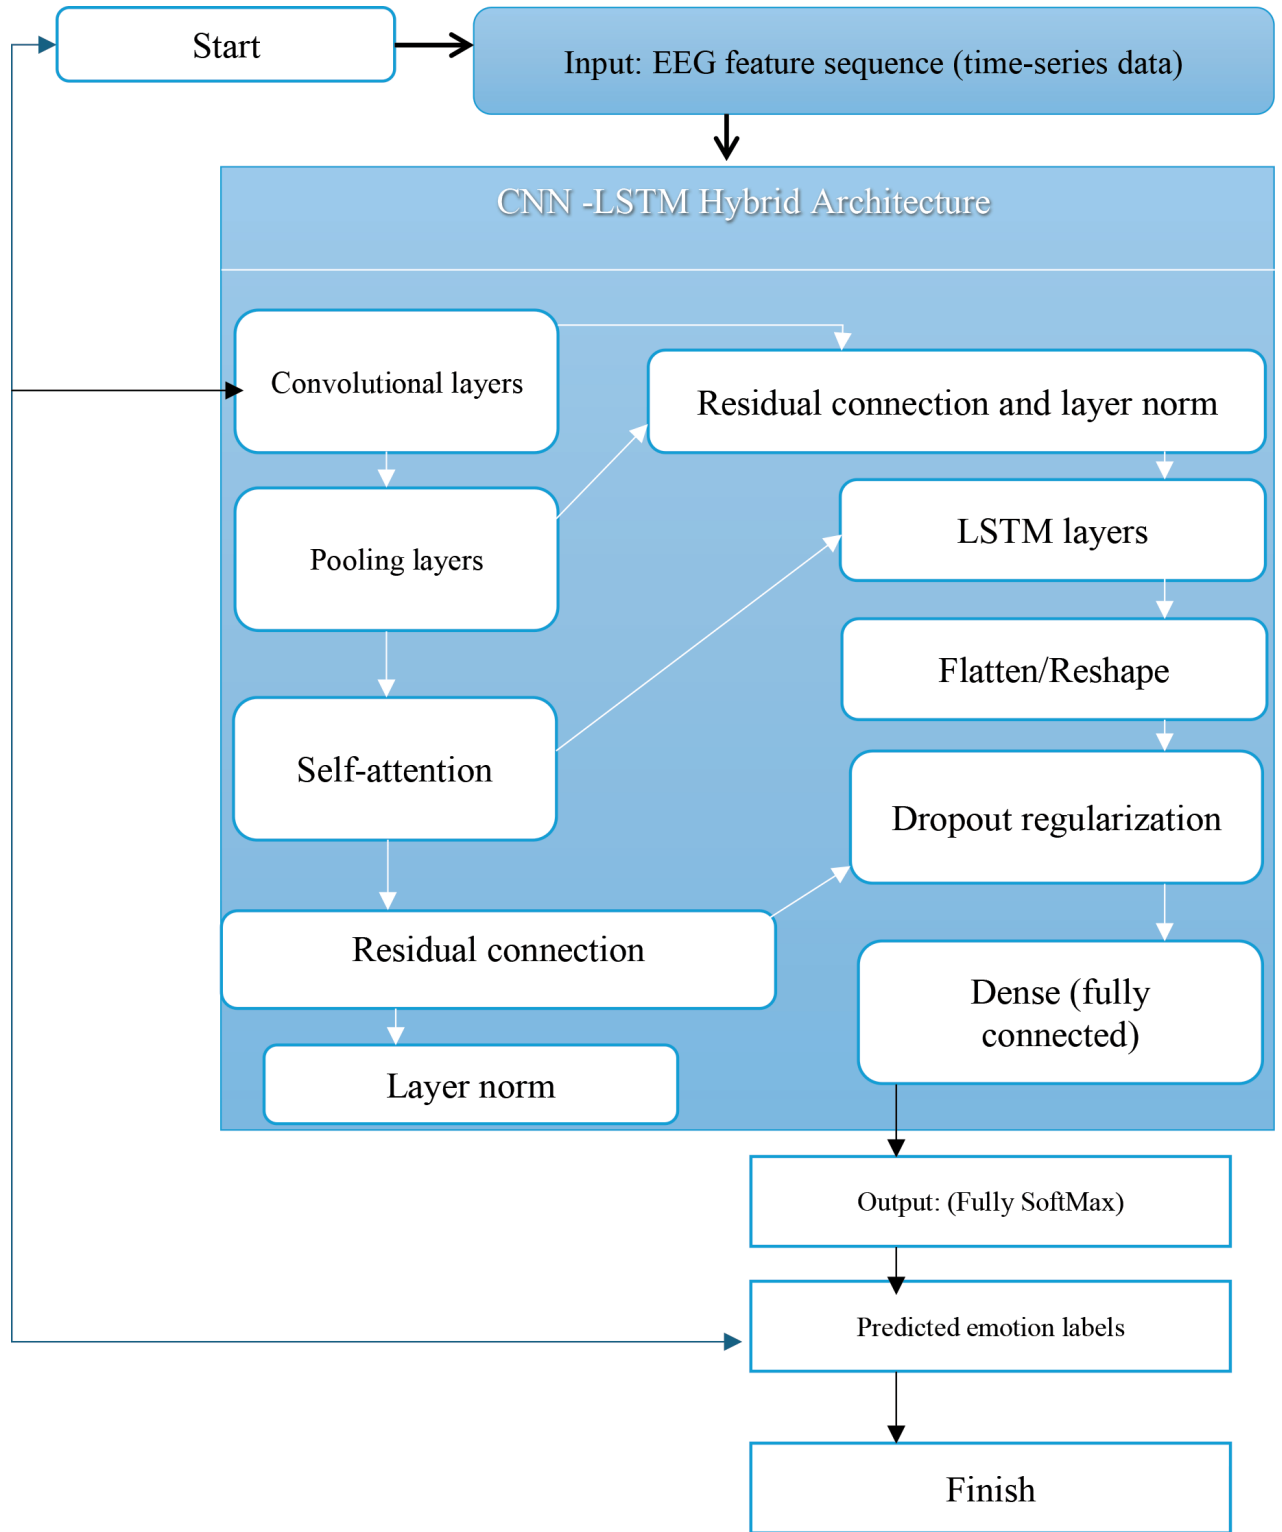 Start
Input: EEG feature sequence (time-series data)
CNN -LSTM Hybrid Architecture
Convolutional layers
Residual connection and layer norm
LSTM layers
Pooling layers
Flatten/Reshape
Self-attention
Dropout regularization
Residual connection
Dense (fully
connected)
Layer norm
Output: (Fully SoftMax)
Predicted emotion labels
Finish